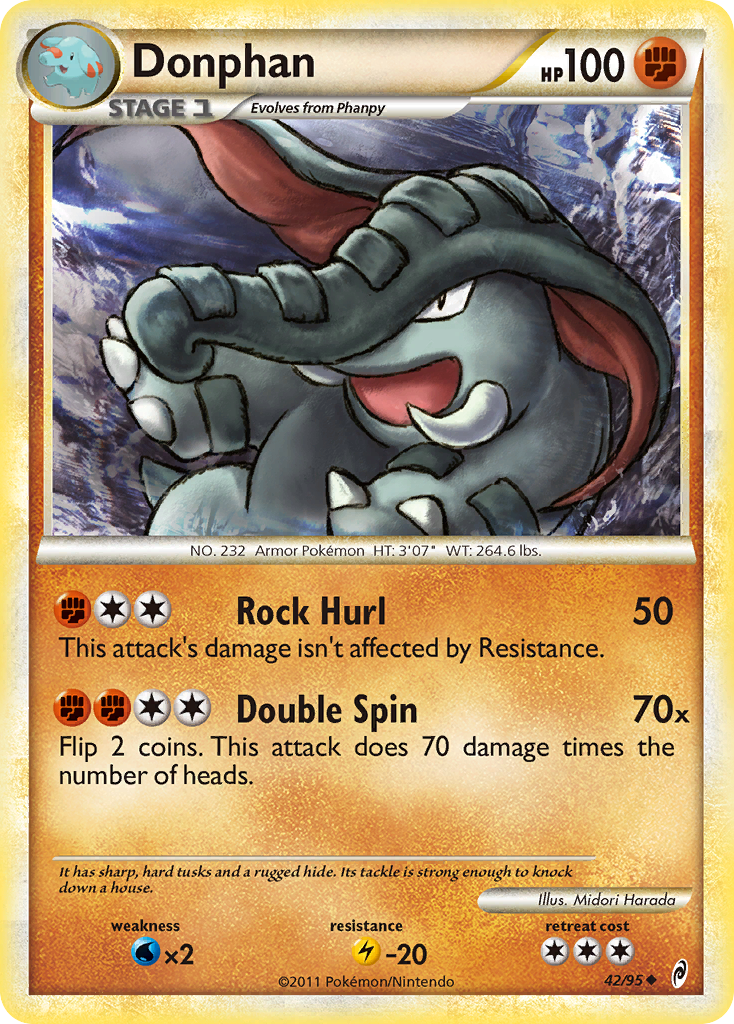 Donphan
HP100
STAGE 1
Evolves from Phanpy
NO. 232 Armor Pokémon HT: 3'07" WT: 264.6 lbs.
Rock Hurl 50
This attack's damage isn't affected by Resistance.
Double Spin 70x
Flip 2 coins. This attack does 70 damage times the
number of heads.
It has sharp, hard tusks and a rugged hide. Its tackle is strong enough to knock
down a house.
Illus. Midori Harada
weakness resistance retreat cost
×2 -20
©2011 Pokémon/Nintendo 42/95